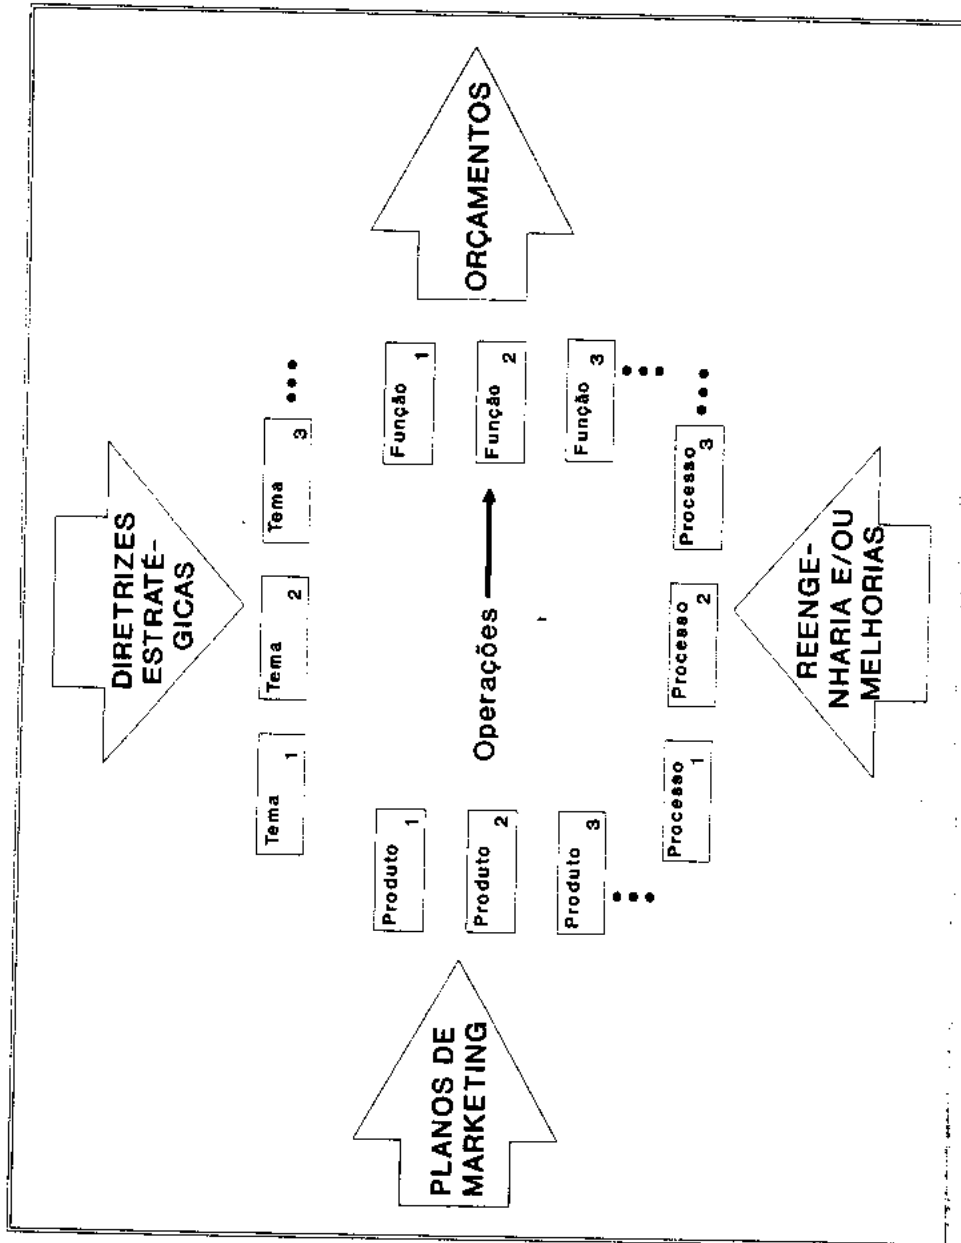 DIRETRIZES
ESTRATÉ-
GICAS
Tema
1
Tema
2
Tema
3
•••
PLANOS DE
MARKETING
Produto
1
Produto
2
Produto
3
•••
Operações
Função
1
Função
2
Função
3
•••
ORÇAMENTOS
Processo
1
Processo
2
Processo
3
•••
REENGE-
NHARIA E/OU
MELHORIAS